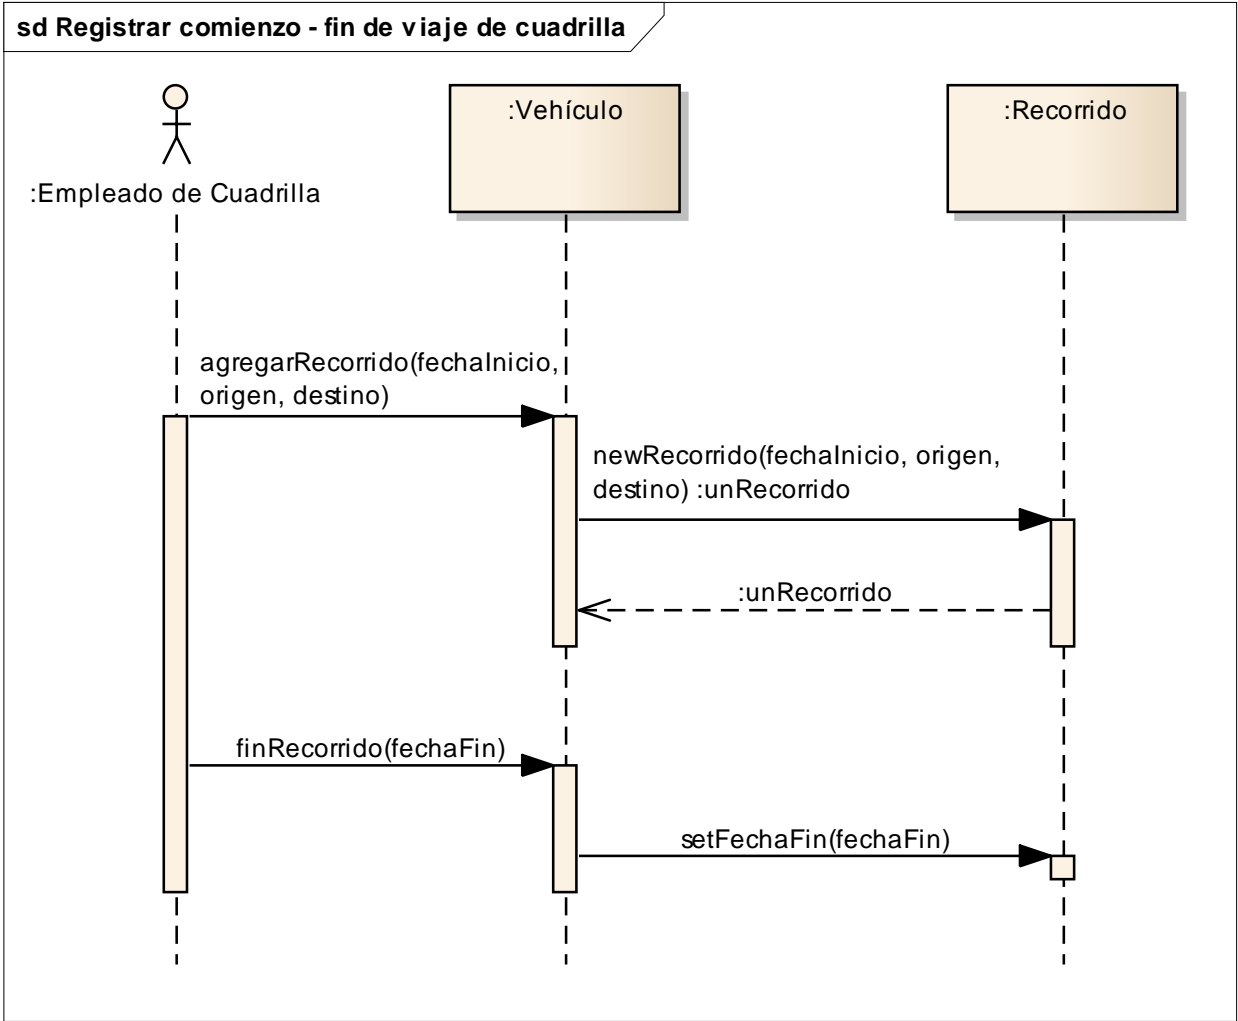 sd Registrar comienzo - fin de viaje de cuadrilla
:Empleado de Cuadrilla
:Vehículo
:Recorrido
agregarRecorrido(fechaInicio,
origen, destino)
newRecorrido(fechaInicio, origen,
destino) :unRecorrido
:unRecorrido
finRecorrido(fechaFin)
setFechaFin(fechaFin)